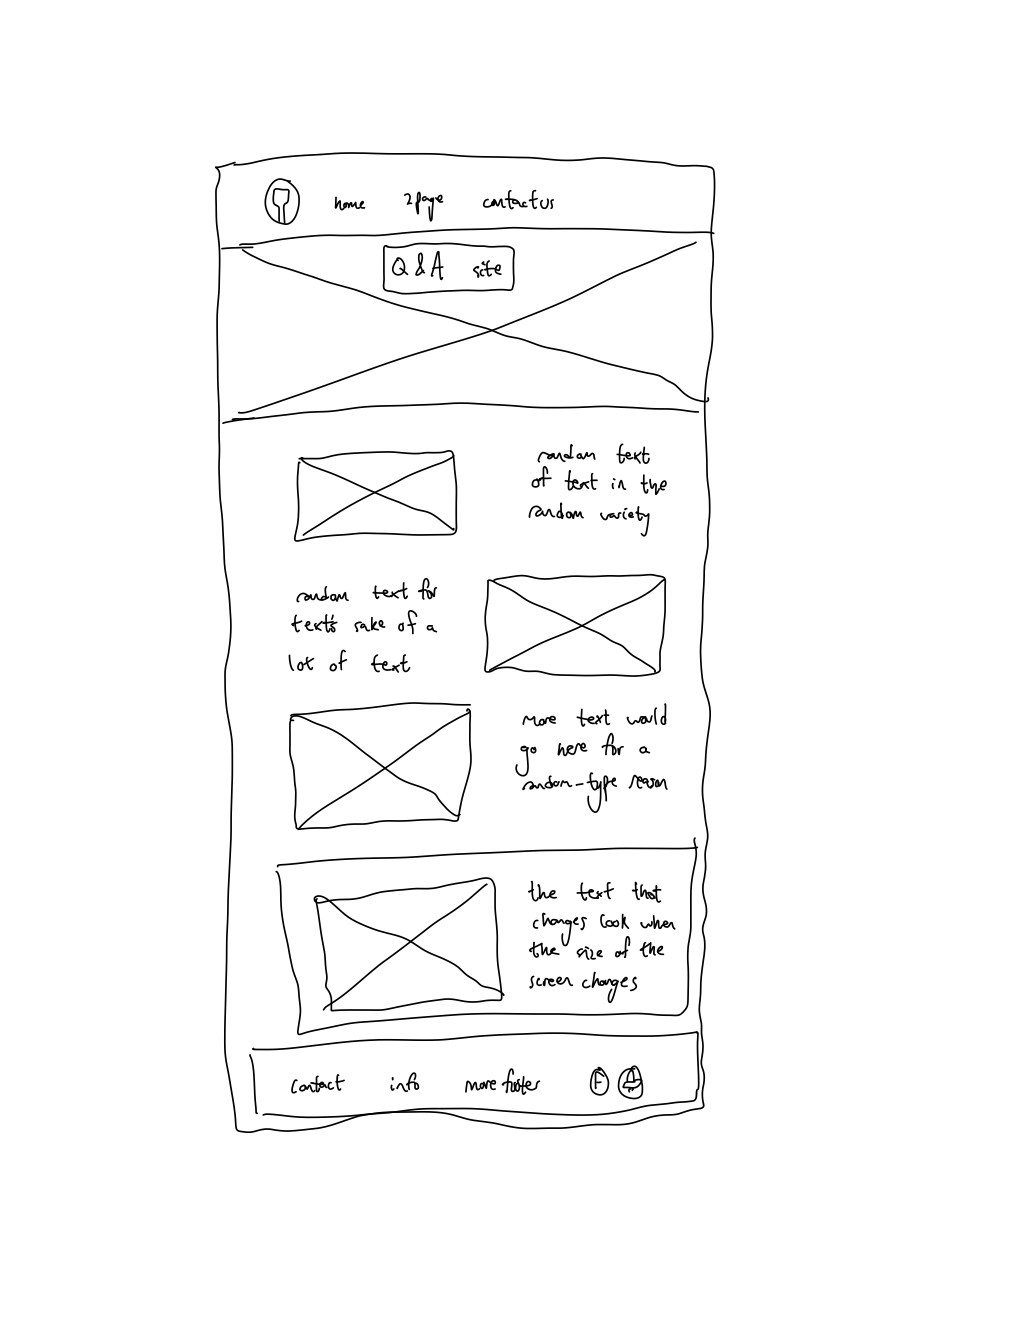 home 2page contact us
Q & A site
random text
of text in the
random variety
random text for
text's sake of a
lot of text
more text would
go here for a
random-type reason
the text that
changes look when
the size of the
screen changes
contact info more footer F